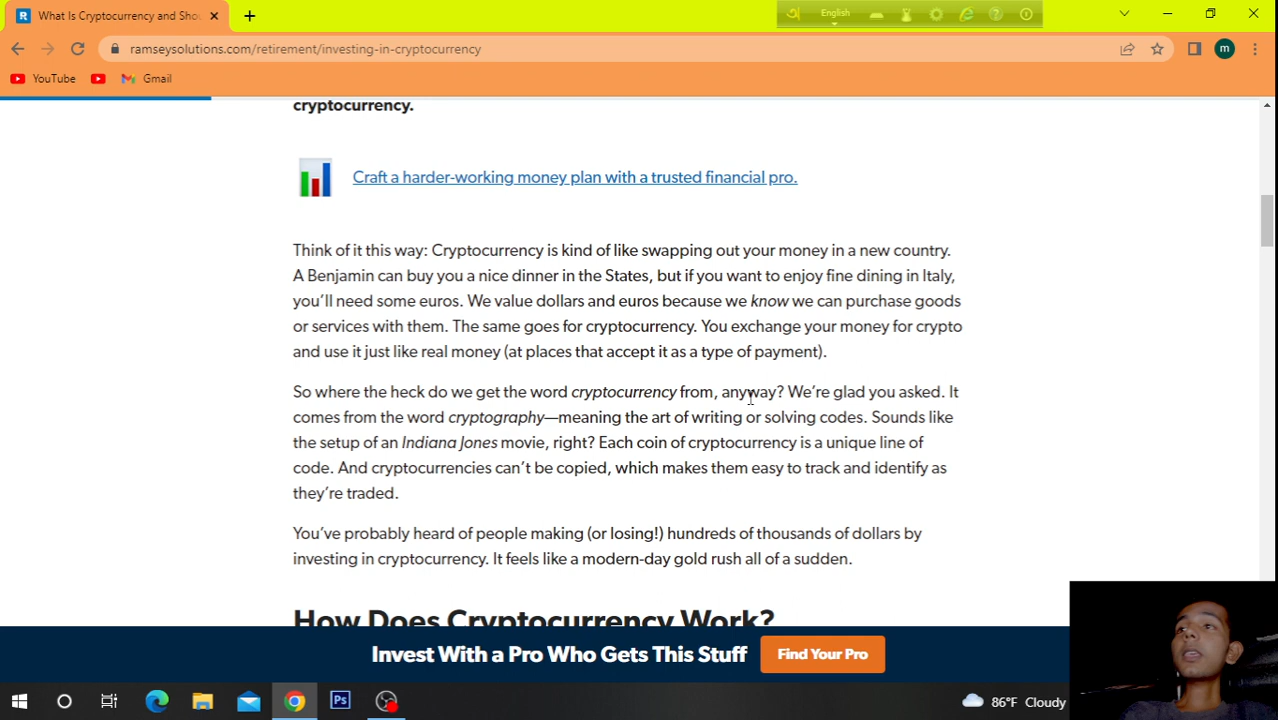 What Is Cryptocurrency and Shou
English
ramseysolutions.com/retirement/investing-in-cryptocurrency
m
YouTube
Gmail
cryptocurrency.
Craft a harder-working money plan with a trusted financial pro.
Think of it this way: Cryptocurrency is kind of like swapping out your money in a new country.
A Benjamin can buy you a nice dinner in the States, but if you want to enjoy fine dining in Italy,
you’ll need some euros. We value dollars and euros because we know we can purchase goods
or services with them. The same goes for cryptocurrency. You exchange your money for crypto
and use it just like real money (at places that accept it as a type of payment).
So where the heck do we get the word cryptocurrency from, anyway? We’re glad you asked. It
comes from the word cryptography—meaning the art of writing or solving codes. Sounds like
the setup of an Indiana Jones movie, right? Each coin of cryptocurrency is a unique line of
code. And cryptocurrencies can’t be copied, which makes them easy to track and identify as
they’re traded.
You’ve probably heard of people making (or losing!) hundreds of thousands of dollars by
investing in cryptocurrency. It feels like a modern-day gold rush all of a sudden.
How Does Cryptocurrency Work?
Invest With a Pro Who Gets This Stuff
Find Your Pro
Ps
86°F Cloudy